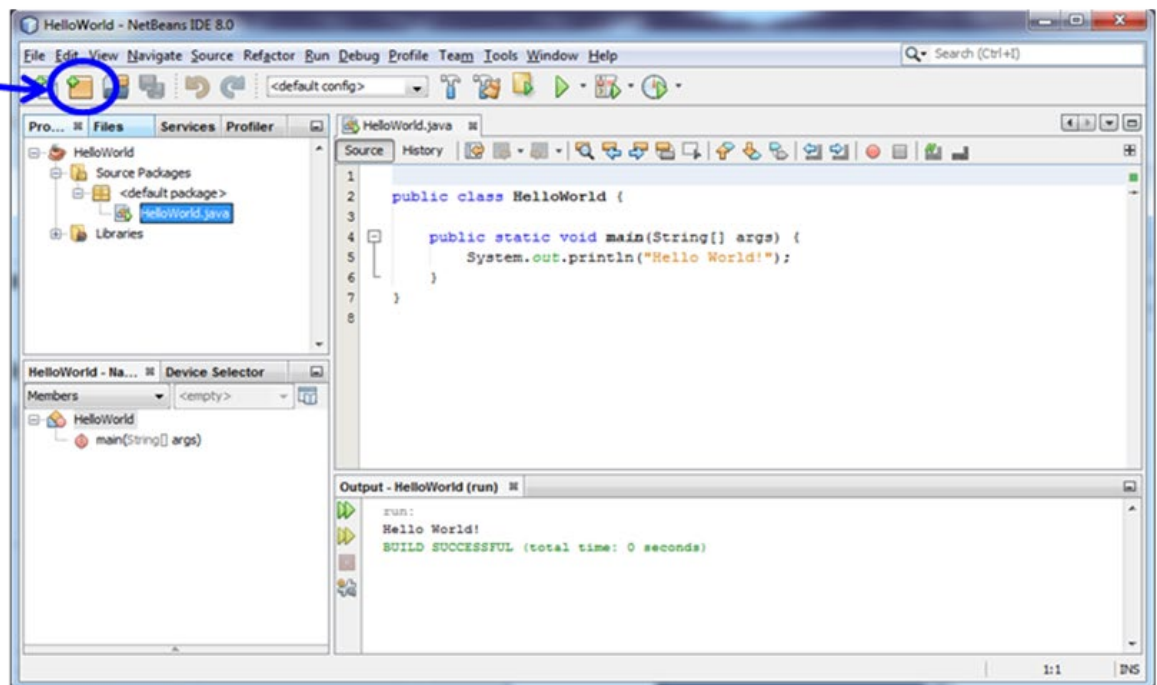 HelloWorld - NetBeans IDE 8.0
File Edit View Navigate Source Refactor Run Debug Profile Team Tools Window Help
Search (Ctrl+I)
<default config>
Pro... Files Services Profiler
HelloWorld
Source Packages
<default package>
HelloWorld.java
Libraries
HelloWorld - Na... Device Selector
Members <empty>
HelloWorld
main(String[] args)
HelloWorld.java
Source History
1
2 public class HelloWorld {
3
4 public static void main(String[] args) {
5 System.out.println("Hello World!");
6 }
7 }
8
Output - HelloWorld (run)
run:
Hello World!
BUILD SUCCESSFUL (total time: 0 seconds)
1:1 INS